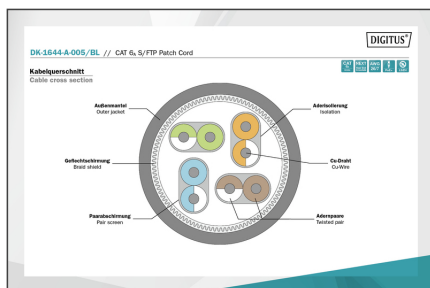 DIGITUS®
DK-1644-A-005/BL // CAT 6A S/FTP Patch Cord
Kabelquerschnitt
Cable cross section
Außenmantel
Outer jacket
Aderisolierung
Isolation
Geflechtschirmung
Braid shield
Cu-Draht
Cu-Wire
Paarabschirmung
Pair screen
Adernpaare
Twisted pair